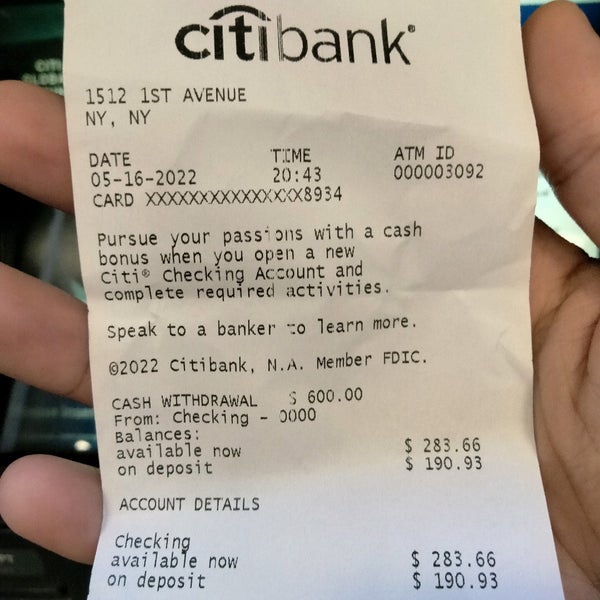 citibank®
1512 1ST AVENUE
NY, NY
DATE TIME ATM ID
05-16-2022 20:43 000003092
CARD XXXXXXXXXXXXXXXX8934
Pursue your passions with a cash
bonus when you open a new
Citi® Checking Account and
complete required activities.
Speak to a banker to learn more.
©2022 Citibank, N.A. Member FDIC.
CASH WITHDRAWAL $ 600.00
From: Checking - 0000
Balances:
available now $ 283.66
on deposit $ 190.93
ACCOUNT DETAILS
Checking
available now $ 283.66
on deposit $ 190.93